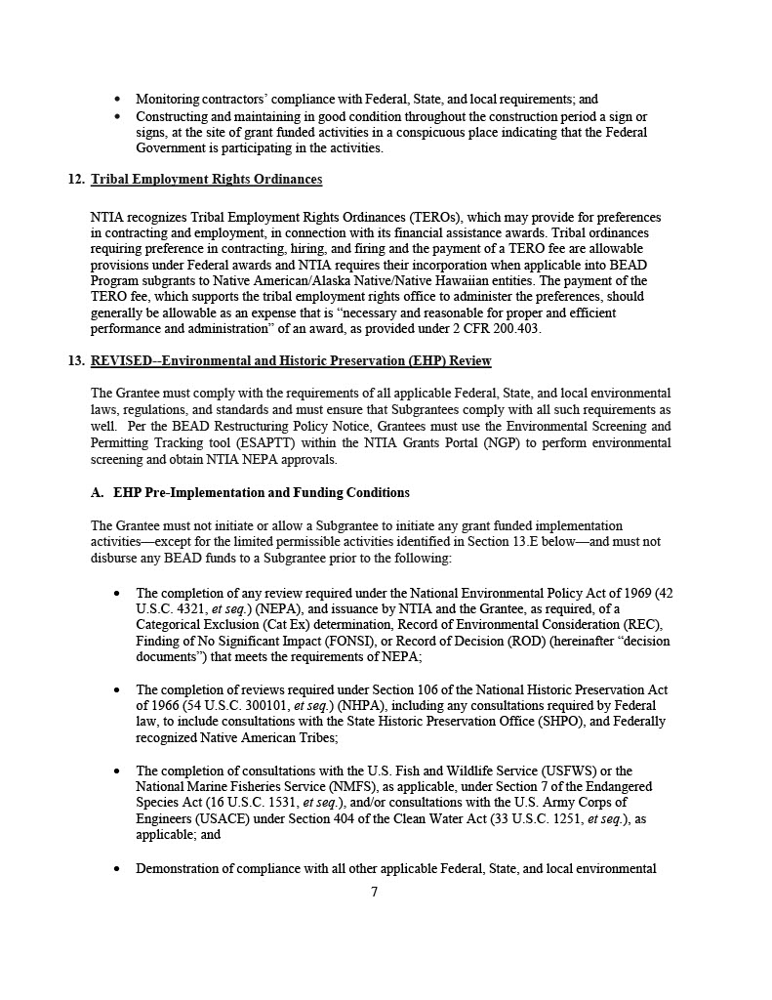 • Monitoring contractors’ compliance with Federal, State, and local requirements; and
• Constructing and maintaining in good condition throughout the construction period a sign or
signs, at the site of grant funded activities in a conspicuous place indicating that the Federal
Government is participating in the activities.
12. Tribal Employment Rights Ordinances
NTIA recognizes Tribal Employment Rights Ordinances (TEROs), which may provide for preferences
in contracting and employment, in connection with its financial assistance awards. Tribal ordinances
requiring preference in contracting, hiring, and firing and the payment of a TERO fee are allowable
provisions under Federal awards and NTIA requires their incorporation when applicable into BEAD
Program subgrants to Native American/Alaska Native/Native Hawaiian entities. The payment of the
TERO fee, which supports the tribal employment rights office to administer the preferences, should
generally be allowable as an expense that is “necessary and reasonable for proper and efficient
performance and administration” of an award, as provided under 2 CFR 200.403.
13. REVISED--Environmental and Historic Preservation (EHP) Review
The Grantee must comply with the requirements of all applicable Federal, State, and local environmental
laws, regulations, and standards and must ensure that Subgrantees comply with all such requirements as
well. Per the BEAD Restructuring Policy Notice, Grantees must use the Environmental Screening and
Permitting Tracking tool (ESAPTT) within the NTIA Grants Portal (NGP) to perform environmental
screening and obtain NTIA NEPA approvals.
A. EHP Pre-Implementation and Funding Conditions
The Grantee must not initiate or allow a Subgrantee to initiate any grant funded implementation
activities—except for the limited permissible activities identified in Section 13.E below—and must not
disburse any BEAD funds to a Subgrantee prior to the following:
• The completion of any review required under the National Environmental Policy Act of 1969 (42
U.S.C. 4321, et seq.) (NEPA), and issuance by NTIA and the Grantee, as required, of a
Categorical Exclusion (Cat Ex) determination, Record of Environmental Consideration (REC),
Finding of No Significant Impact (FONSI), or Record of Decision (ROD) (hereinafter “decision
documents”) that meets the requirements of NEPA;
• The completion of reviews required under Section 106 of the National Historic Preservation Act
of 1966 (54 U.S.C. 300101, et seq.) (NHPA), including any consultations required by Federal
law, to include consultations with the State Historic Preservation Office (SHPO), and Federally
recognized Native American Tribes;
• The completion of consultations with the U.S. Fish and Wildlife Service (USFWS) or the
National Marine Fisheries Service (NMFS), as applicable, under Section 7 of the Endangered
Species Act (16 U.S.C. 1531, et seq.), and/or consultations with the U.S. Army Corps of
Engineers (USACE) under Section 404 of the Clean Water Act (33 U.S.C. 1251, et seq.), as
applicable; and
• Demonstration of compliance with all other applicable Federal, State, and local environmental
7